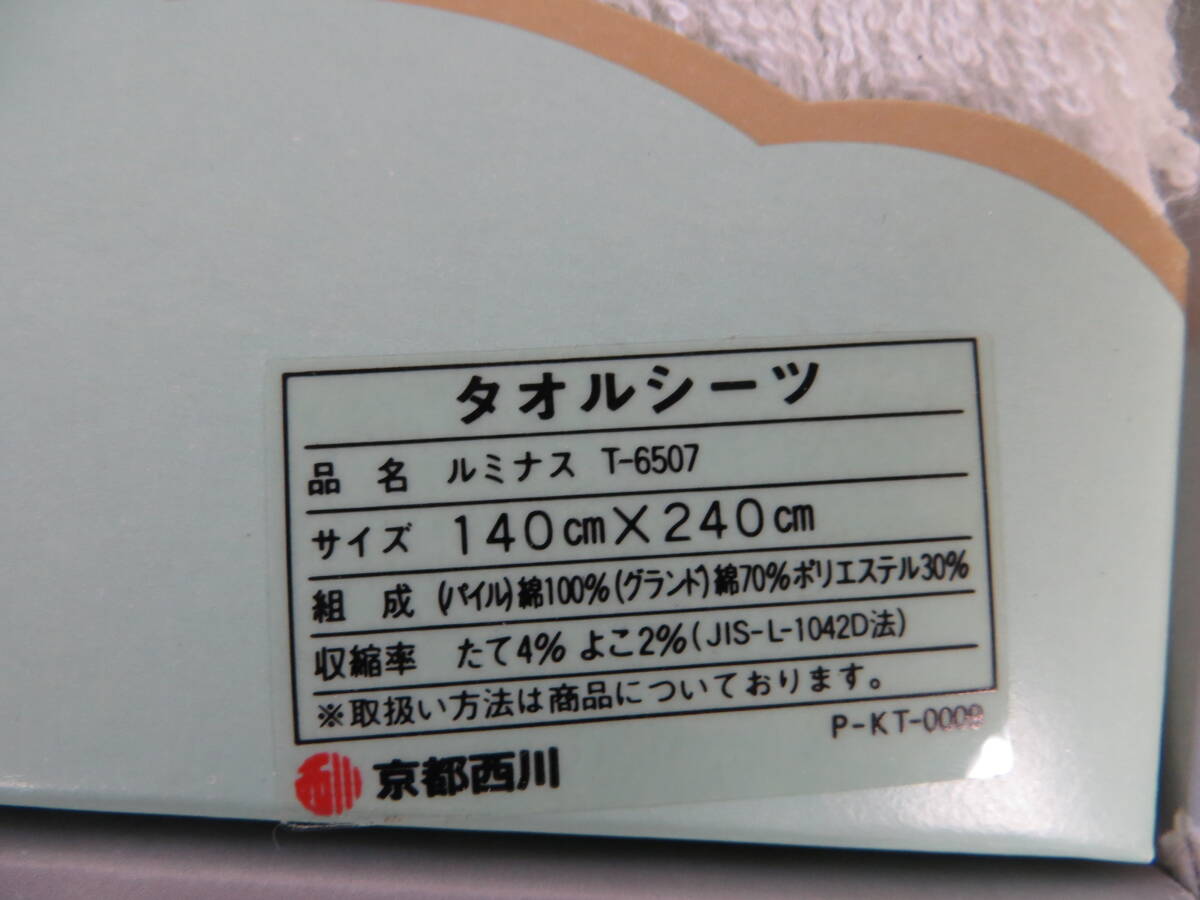 タオルシーツ
品名 ルミナス T-6507
サイズ 140cm×240cm
組成 (パイル)綿100%(グランド)綿70%ポリエステル30%
収縮率 たて4% よこ2%(JIS-L-1042D法)
※取扱い方法は商品についております。
P-KT-0009
京都西川